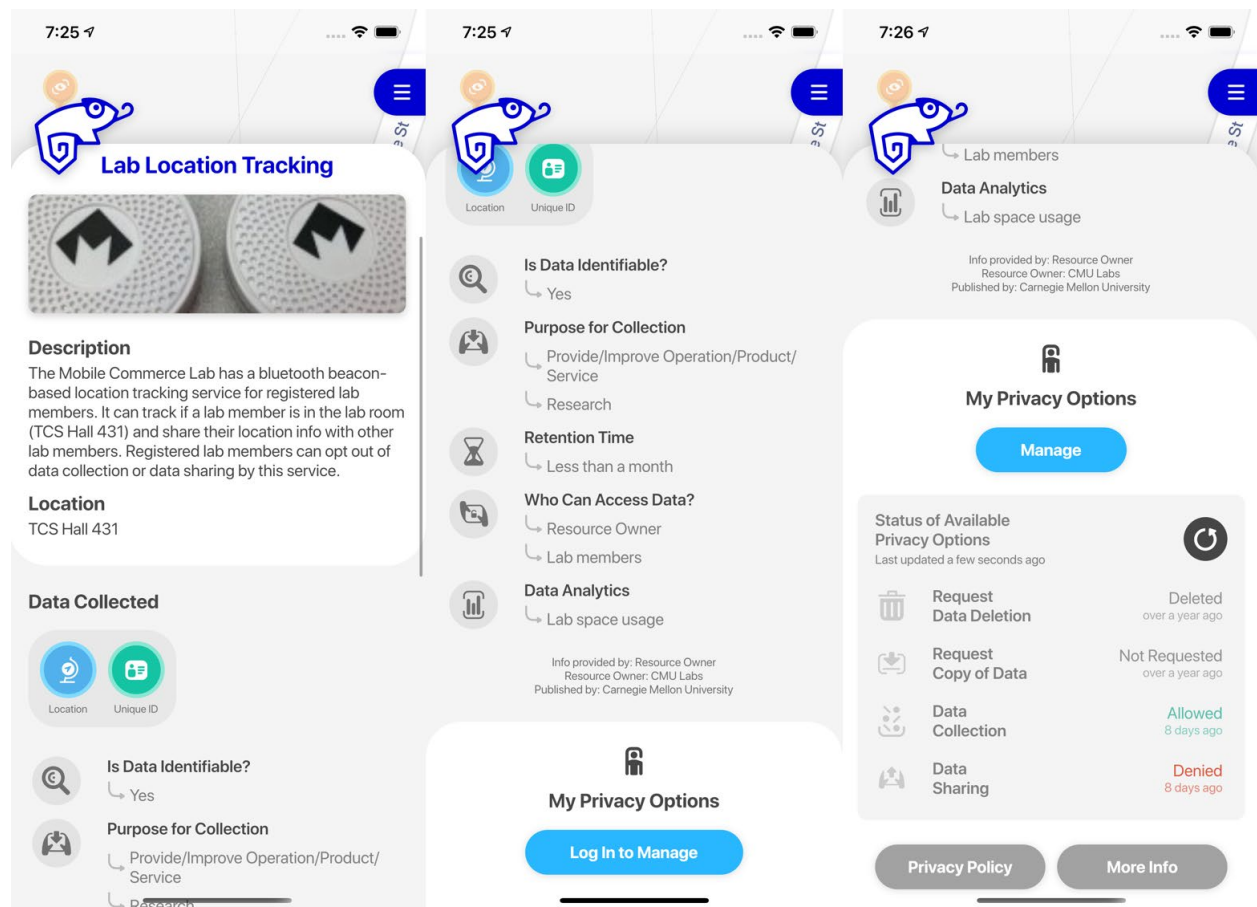 7:25
Lab Location Tracking
Description
The Mobile Commerce Lab has a bluetooth beacon-
based location tracking service for registered lab
members. It can track if a lab member is in the lab room
(TCS Hall 431) and share their location info with other
lab members. Registered lab members can opt out of
data collection or data sharing by this service.
Location
TCS Hall 431
Data Collected
Location
Unique ID
Is Data Identifiable?
Yes
Purpose for Collection
Provide/Improve Operation/Product/
Service
Research
7:25
Location
Unique ID
Is Data Identifiable?
Yes
Purpose for Collection
Provide/Improve Operation/Product/
Service
Research
Retention Time
Less than a month
Who Can Access Data?
Resource Owner
Lab members
Data Analytics
Lab space usage
Info provided by: Resource Owner
Resource Owner: CMU Labs
Published by: Carnegie Mellon University
My Privacy Options
Log In to Manage
7:26
Lab members
Data Analytics
Lab space usage
Info provided by: Resource Owner
Resource Owner: CMU Labs
Published by: Carnegie Mellon University
My Privacy Options
Manage
Status of Available
Privacy Options
Last updated a few seconds ago
Request
Data Deletion
Deleted
over a year ago
Request
Copy of Data
Not Requested
over a year ago
Data
Collection
Allowed
8 days ago
Data
Sharing
Denied
8 days ago
Privacy Policy
More Info